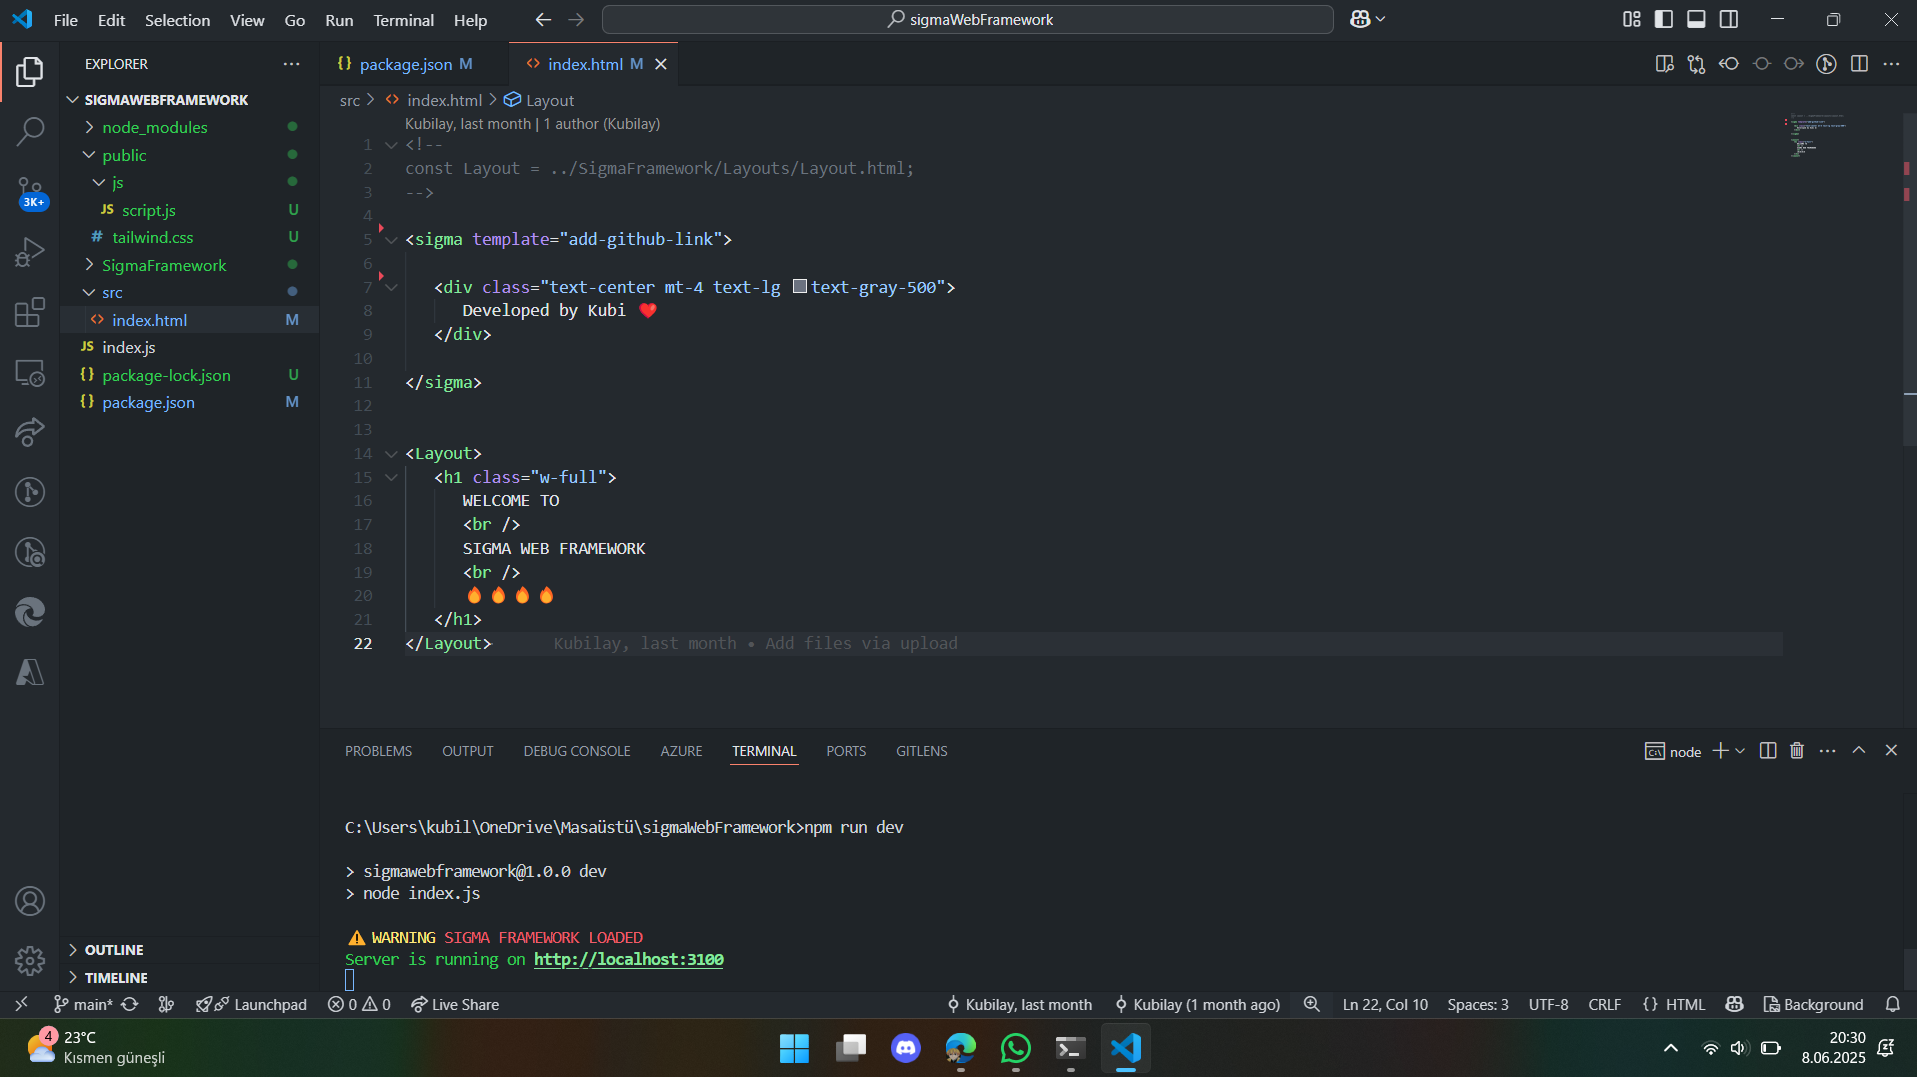 File Edit Selection View Go Run Terminal Help
sigmaWebFramework
EXPLORER
SIGMAWEBFRAMEWORK
node_modules
public
js
JS script.js U
# tailwind.css U
SigmaFramework
src
<> index.html M
JS index.js
{} package-lock.json U
{} package.json M
OUTLINE
TIMELINE
3K+
{} package.json M
<> index.html M
src > <> index.html > Layout
Kubilay, last month | 1 author (Kubilay)
1 <!--
2 const Layout = ../SigmaFramework/Layouts/Layout.html;
3 -->
4
5 <sigma template="add-github-link">
6
7 <div class="text-center mt-4 text-lg text-gray-500">
8 Developed by Kubi ❤️
9 </div>
10
11 </sigma>
12
13
14 <Layout>
15 <h1 class="w-full">
16 WELCOME TO
17 <br />
18 SIGMA WEB FRAMEWORK
19 <br />
20 🔥 🔥 🔥 🔥
21 </h1>
22 </Layout> Kubilay, last month • Add files via upload
PROBLEMS OUTPUT DEBUG CONSOLE AZURE TERMINAL PORTS GITLENS
node
C:\Users\kubil\OneDrive\Masaüstü\sigmaWebFramework>npm run dev
> sigmawebframework@1.0.0 dev
> node index.js
⚠️ WARNING SIGMA FRAMEWORK LOADED
Server is running on http://localhost:3100
main* Launchpad 0 0 Live Share
Kubilay, last month Kubilay (1 month ago) Ln 22, Col 10 Spaces: 3 UTF-8 CRLF {} HTML Background
4
23°C
Kısmen güneşli
20:30
8.06.2025